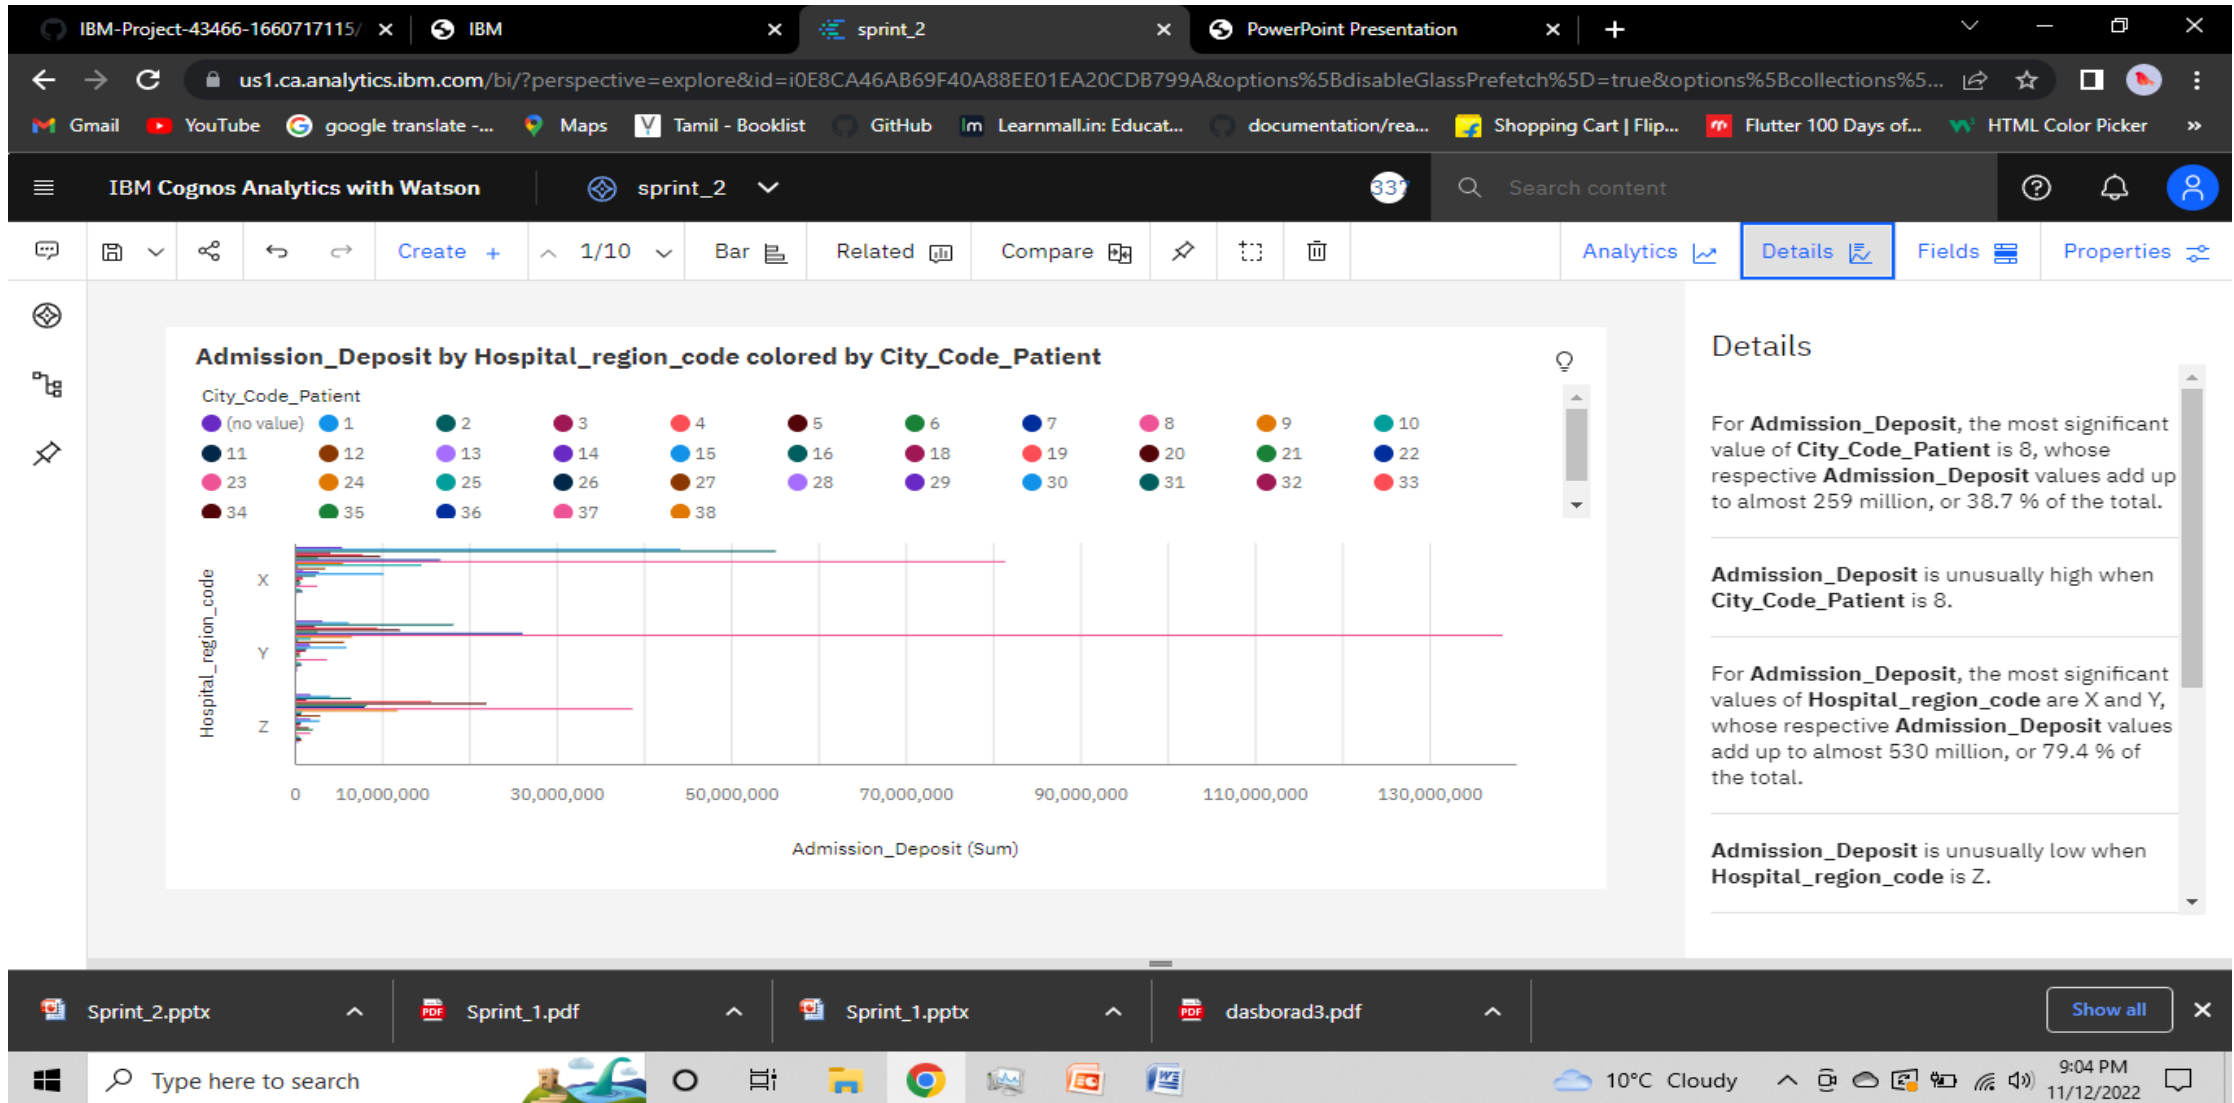 IBM-Project-43466-1660717115/
IBM
sprint_2
PowerPoint Presentation
us1.ca.analytics.ibm.com/bi/?perspective=explore&id=i0E8CA46AB69F40A88EE01EA20CDB799A&options%5BdisableGlassPrefetch%5D=true&options%5Bcollections%5...
Gmail
YouTube
google translate -...
Maps
Tamil - Booklist
GitHub
Learnmall.in: Educat...
documentation/rea...
Shopping Cart | Flip...
Flutter 100 Days of...
HTML Color Picker
IBM Cognos Analytics with Watson
sprint_2
337
Search content
Create +
1/10
Bar
Related
Compare
Analytics
Details
Fields
Properties
Admission_Deposit by Hospital_region_code colored by City_Code_Patient
City_Code_Patient
(no value) 1 2 3 4 5 6 7 8 9 10
11 12 13 14 15 16 18 19 20 21 22
23 24 25 26 27 28 29 30 31 32 33
34 35 36 37 38
Hospital_region_code
X
Y
Z
0 10,000,000 30,000,000 50,000,000 70,000,000 90,000,000 110,000,000 130,000,000
Admission_Deposit (Sum)
Details
For Admission_Deposit, the most significant
value of City_Code_Patient is 8, whose
respective Admission_Deposit values add up
to almost 259 million, or 38.7 % of the total.
Admission_Deposit is unusually high when
City_Code_Patient is 8.
For Admission_Deposit, the most significant
values of Hospital_region_code are X and Y,
whose respective Admission_Deposit values
add up to almost 530 million, or 79.4 % of
the total.
Admission_Deposit is unusually low when
Hospital_region_code is Z.
Sprint_2.pptx
Sprint_1.pdf
Sprint_1.pptx
dasborad3.pdf
Show all
Type here to search
10°C Cloudy
9:04 PM
11/12/2022